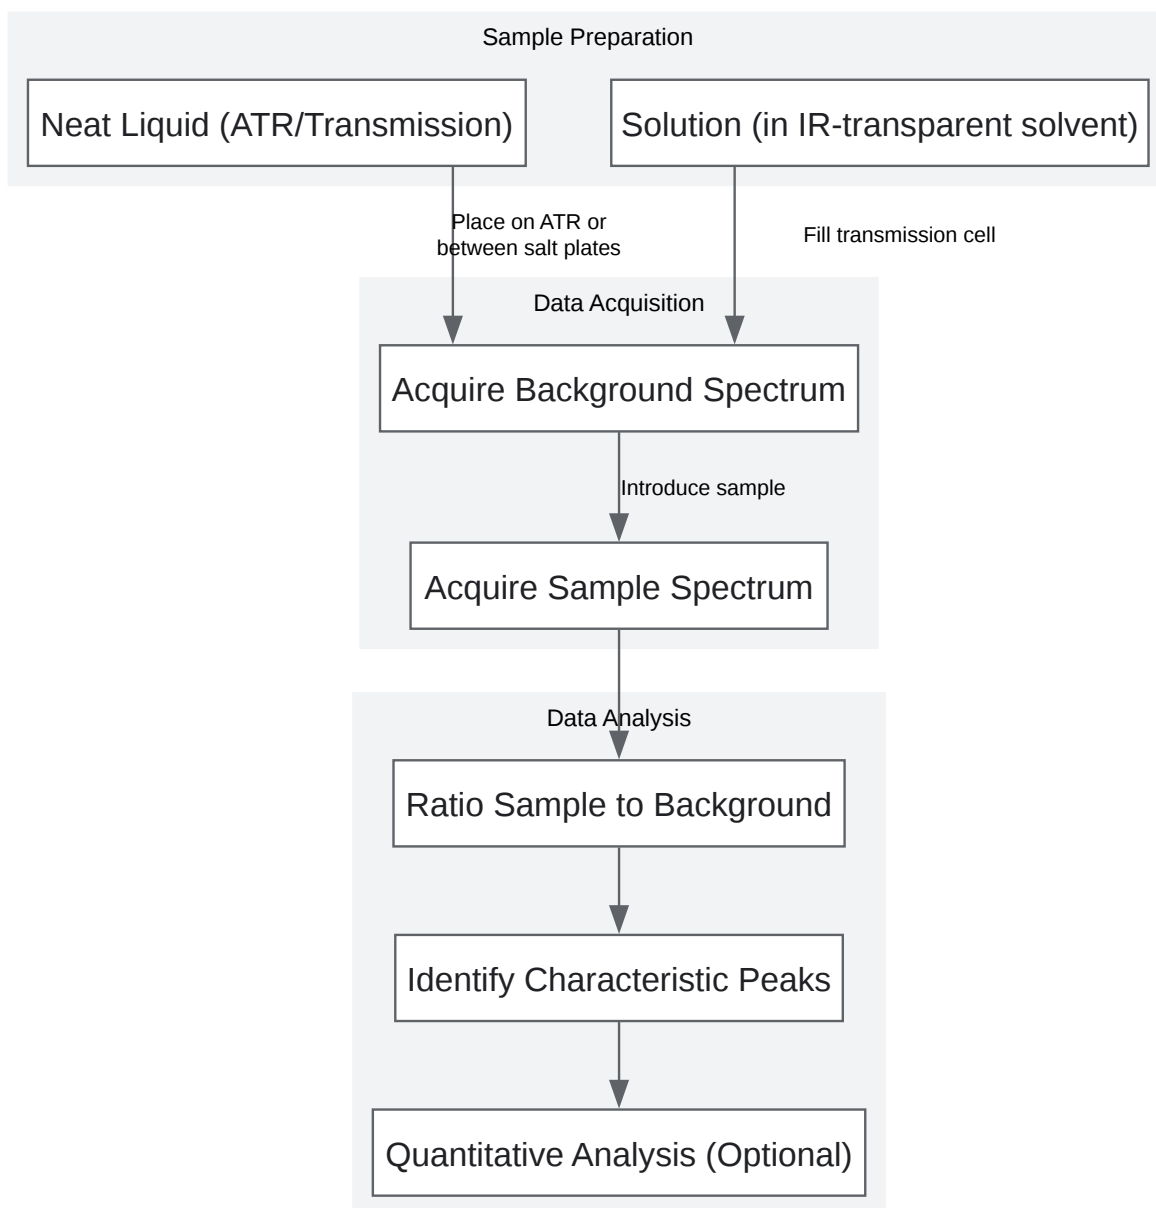 Sample Preparation
Neat Liquid (ATR/Transmission)
Solution (in IR-transparent solvent)
Place on ATR or
between salt plates
Fill transmission cell
Data Acquisition
Acquire Background Spectrum
Introduce sample
Acquire Sample Spectrum
Data Analysis
Ratio Sample to Background
Identify Characteristic Peaks
Quantitative Analysis (Optional)